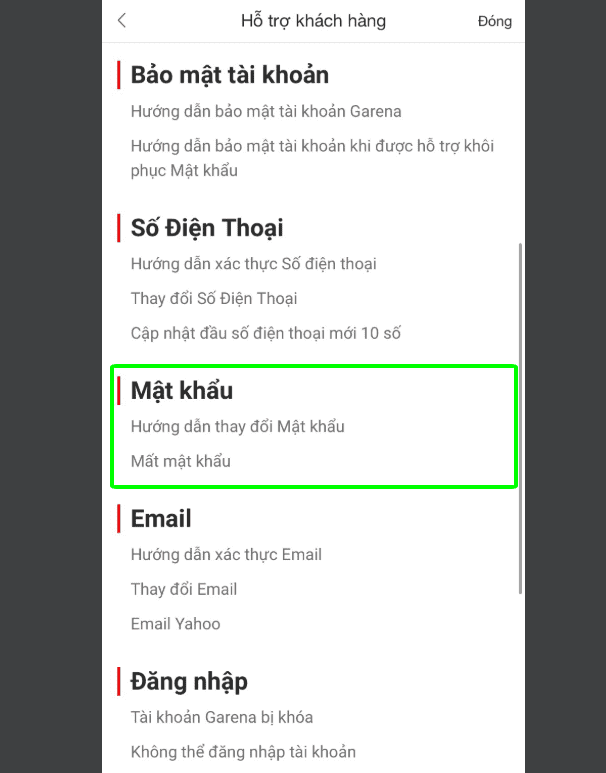 Hỗ trợ khách hàng
Đóng
Bảo mật tài khoản
Hướng dẫn bảo mật tài khoản Garena
Hướng dẫn bảo mật tài khoản khi được hỗ trợ khôi
phục Mật khẩu
Số Điện Thoại
Hướng dẫn xác thực Số điện thoại
Thay đổi Số Điện Thoại
Cập nhật đầu số điện thoại mới 10 số
Mật khẩu
Hướng dẫn thay đổi Mật khẩu
Mất mật khẩu
Email
Hướng dẫn xác thực Email
Thay đổi Email
Email Yahoo
Đăng nhập
Tài khoản Garena bị khóa
Không thể đăng nhập tài khoản